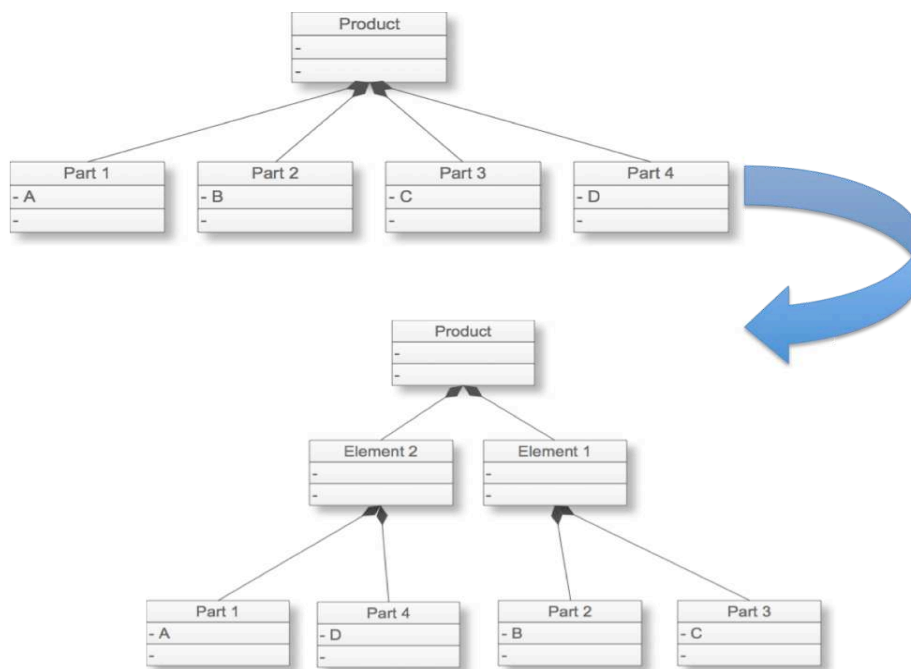 Product
-
-
Part 1
- A
-
Part 2
- B
-
Part 3
- C
-
Part 4
- D
-
Product
-
-
Element 2
-
-
Element 1
-
-
Part 1
- A
-
Part 4
- D
-
Part 2
- B
-
Part 3
- C
-